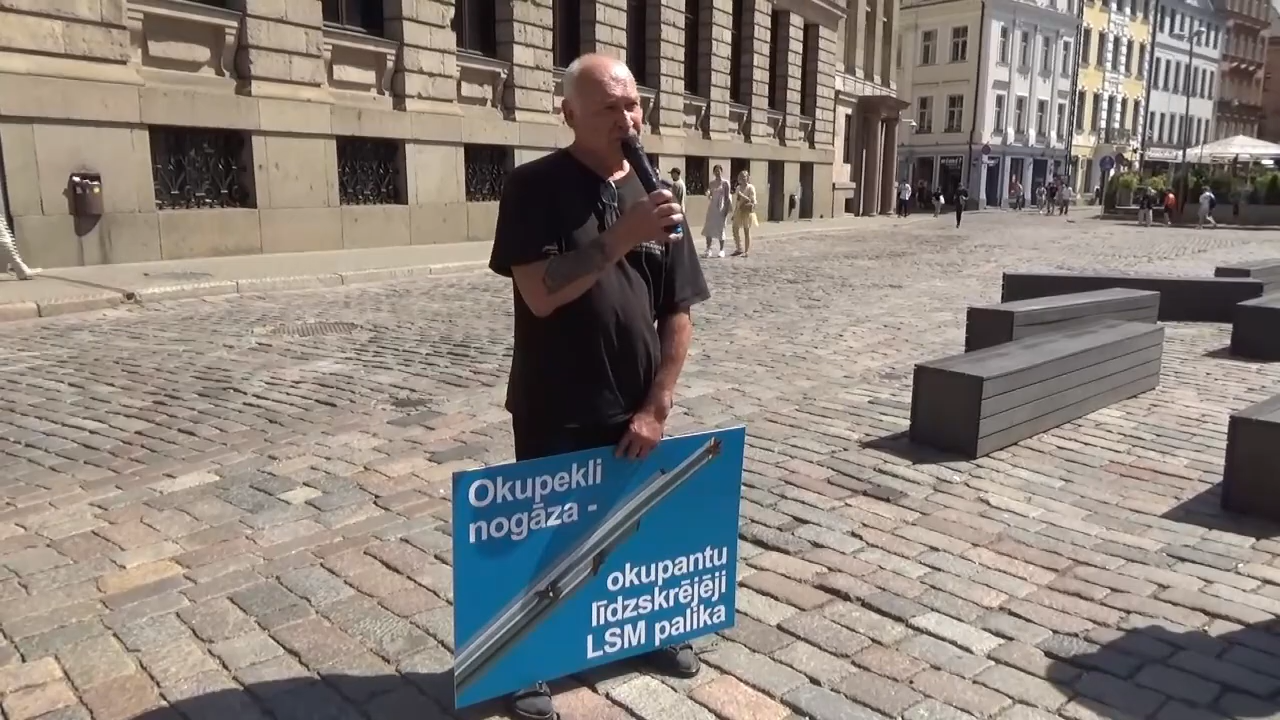 Okupekli
nogāza -
okupantu
līdzskrējēji
LSM palika